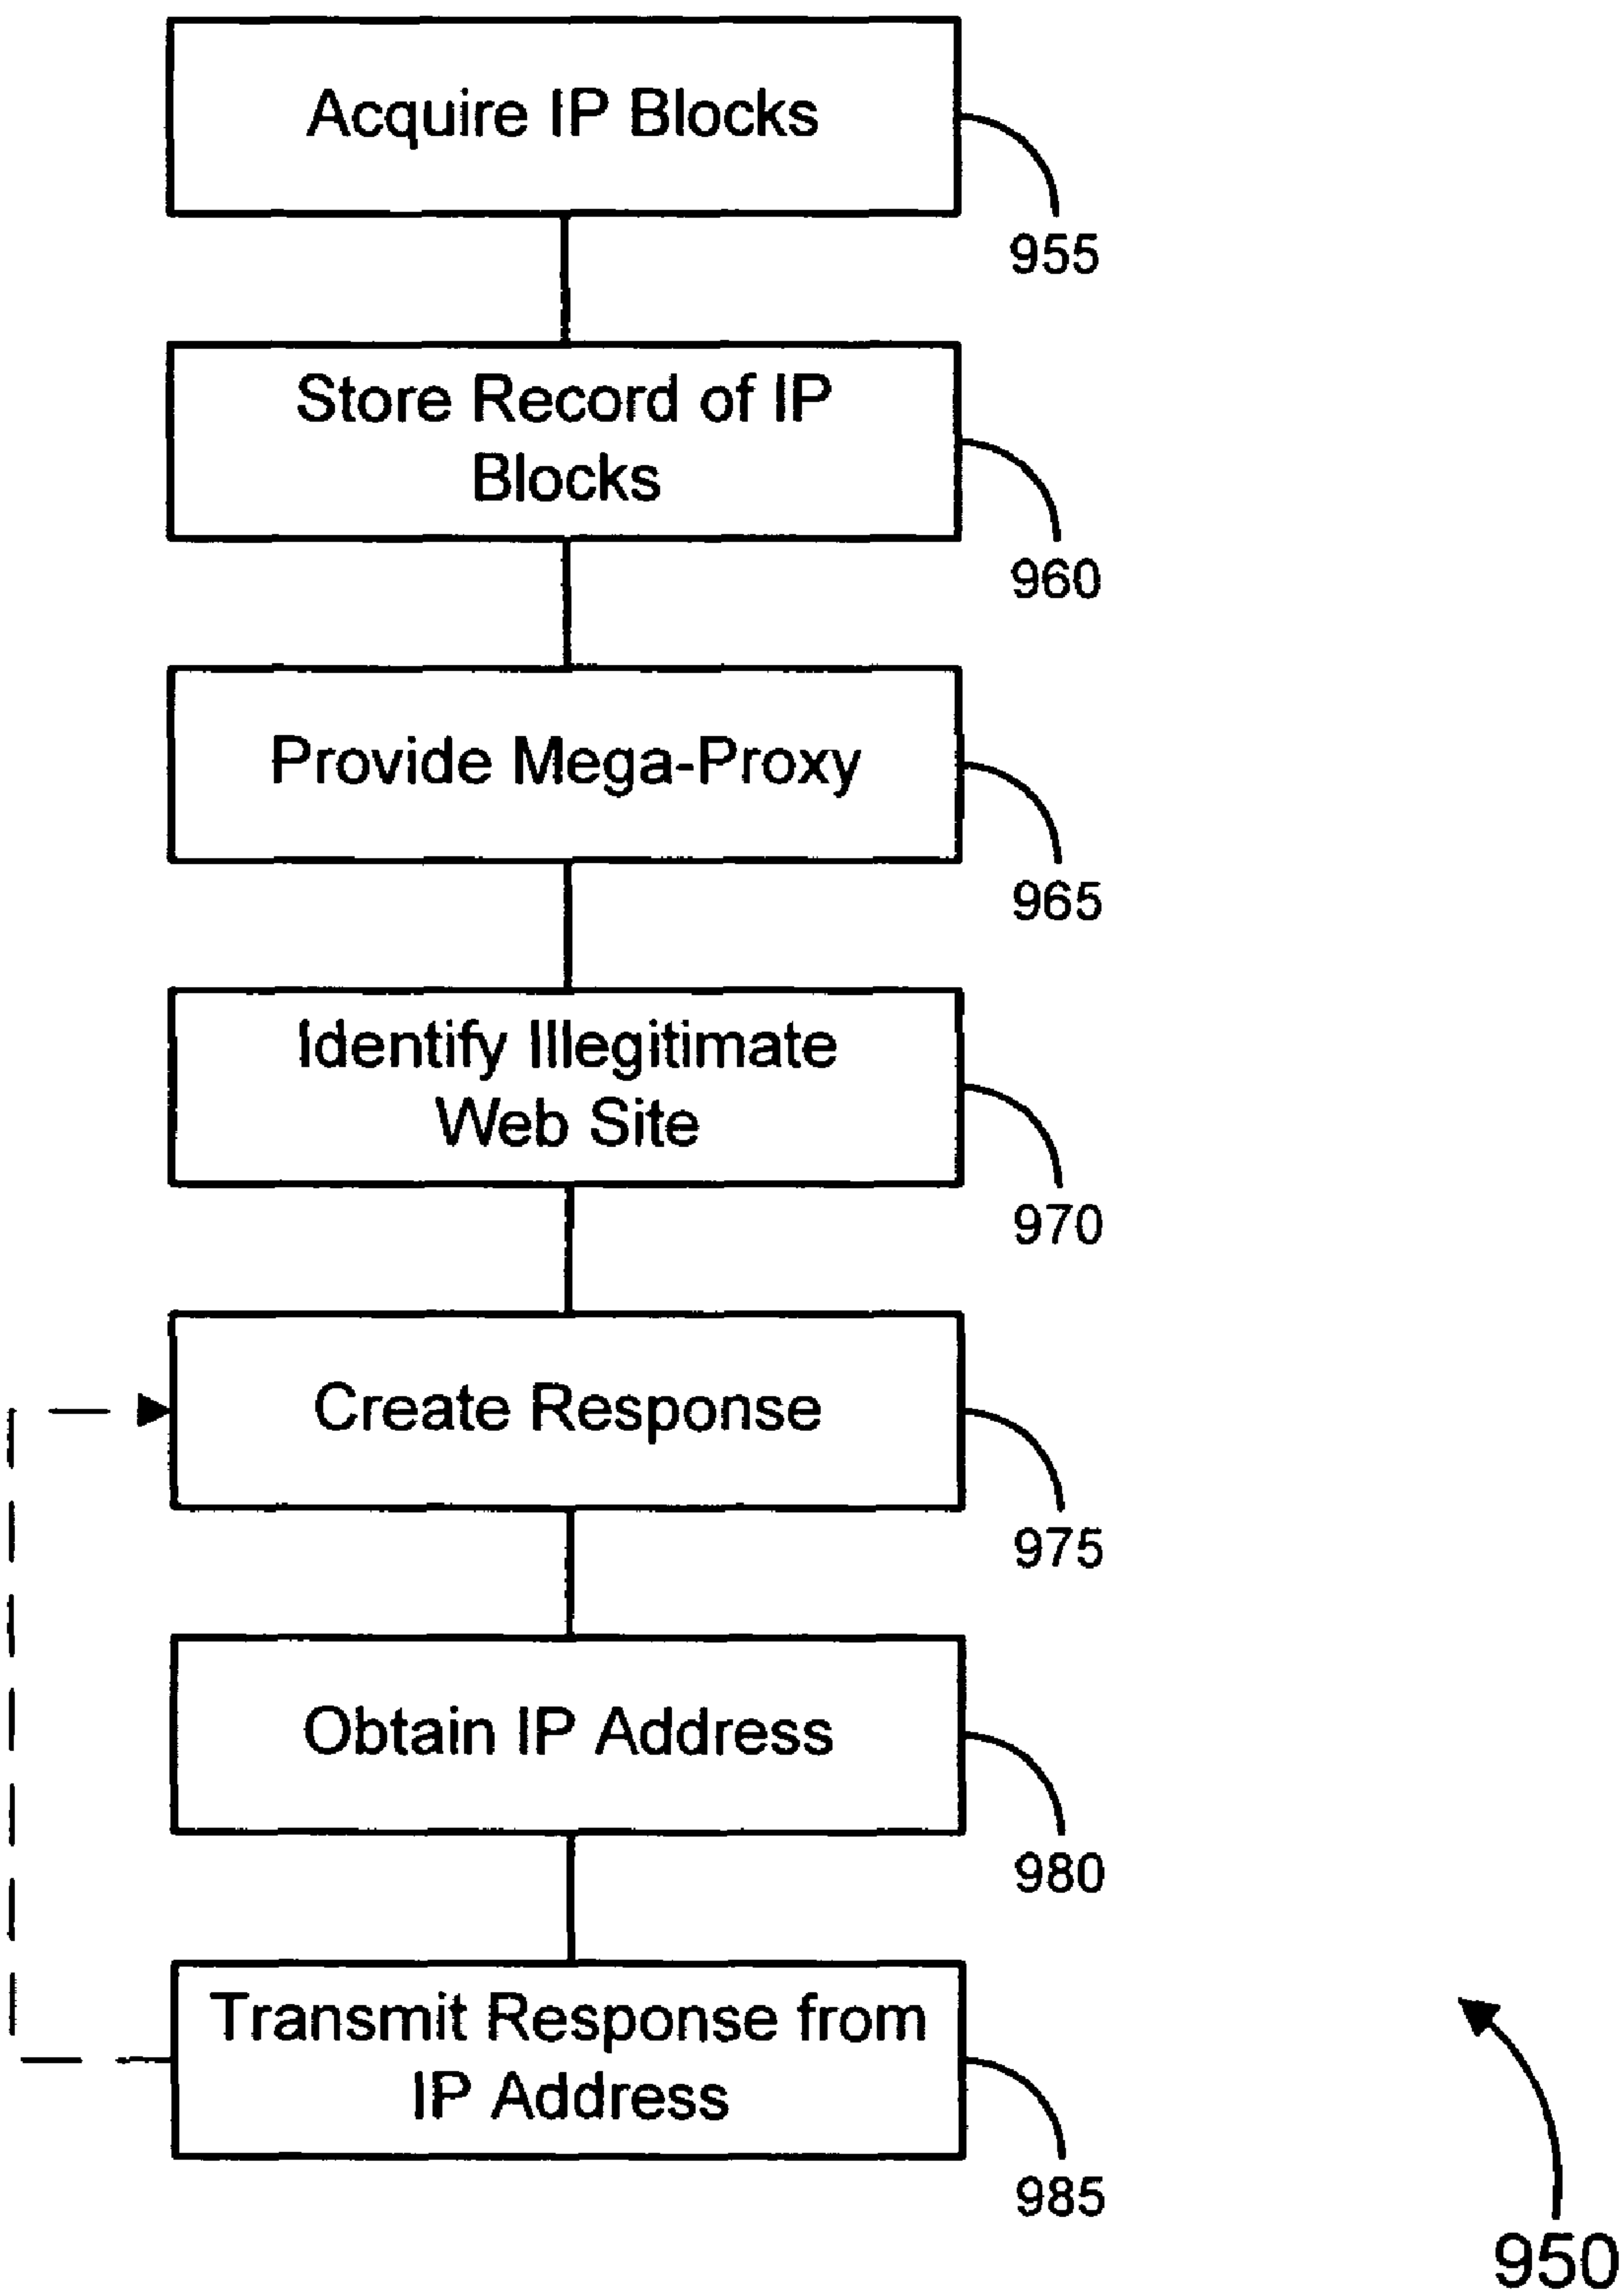 Acquire IP Blocks
955
Store Record of IP
Blocks
960
Provide Mega-Proxy
965
Identify Illegitimate
Web Site
970
Create Response
975
Obtain IP Address
980
Transmit Response from
IP Address
985
950